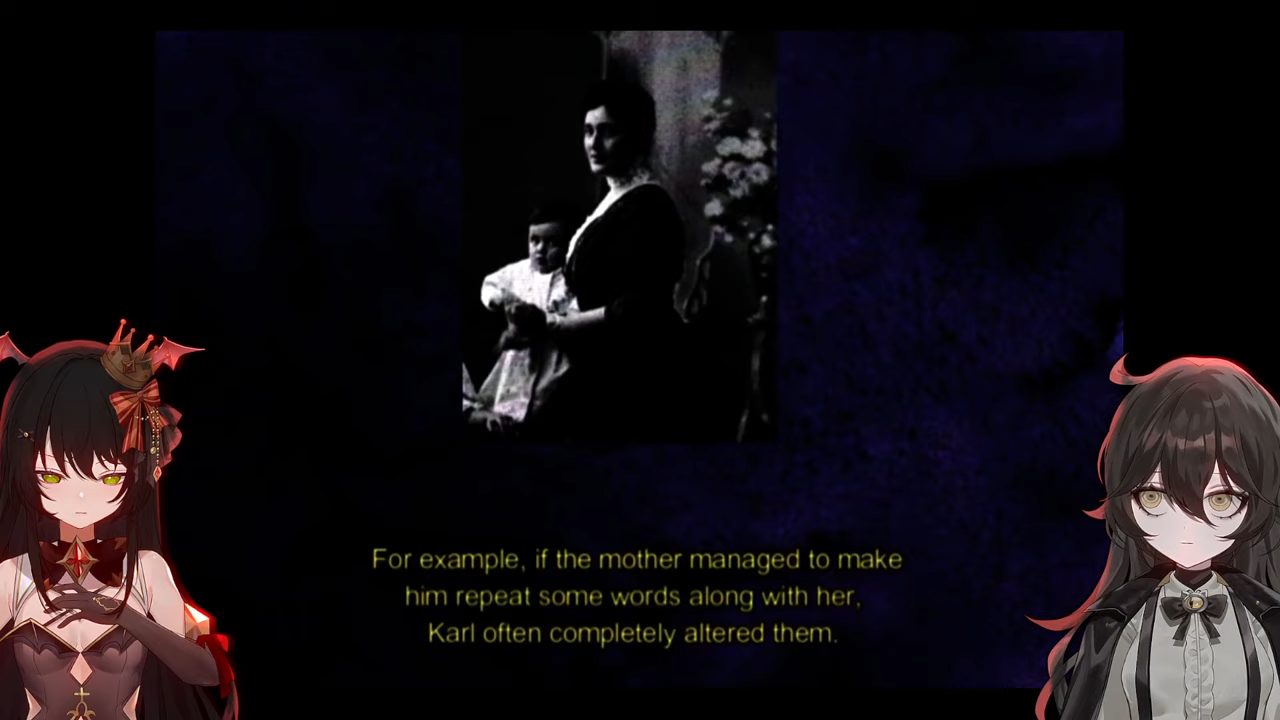 For example, if the mother managed to make
him repeat some words along with her,
Karl often completely altered them.